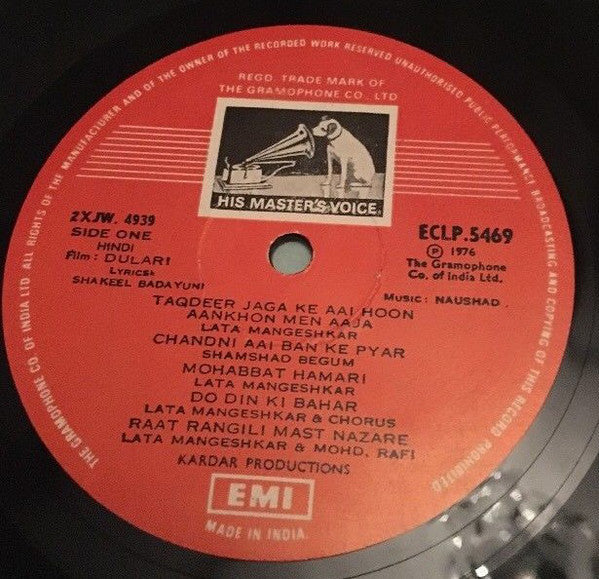 THE GRAMOPHONE CO. OF INDIA LTD. ALL RIGHTS OF THE MANUFACTURER AND OF THE OWNER OF THE RECORDED WORK RESERVED UNAUTHORISED PUBLIC PERFORMANCE BROADCASTING AND COPYING OF THIS RECORD PROHIBITED
REGD. TRADE MARK OF
THE GRAMOPHONE CO., LTD
HIS MASTER'S VOICE
2XJW. 4939
SIDE ONE
HINDI
Film: DULARI
LYRICS:
SHAKEEL BADAYUNI
ECLP.5469
Ⓟ 1976
The Gramophone
Co. of India Ltd.
Music: NAUSHAD
TAQDEER JAGA KE AAI HOON
AANKHON MEN AAJA
LATA MANGESHKAR
CHANDNI AAI BAN KE PYAR
SHAMSHAD BEGUM
MOHABBAT HAMARI
LATA MANGESHKAR
DO DIN KI BAHAR
LATA MANGESHKAR & CHORUS
RAAT RANGILI MAST NAZARE
LATA MANGESHKAR & MOHD. RAFI
KARDAR PRODUCTIONS
EMI
MADE IN INDIA.